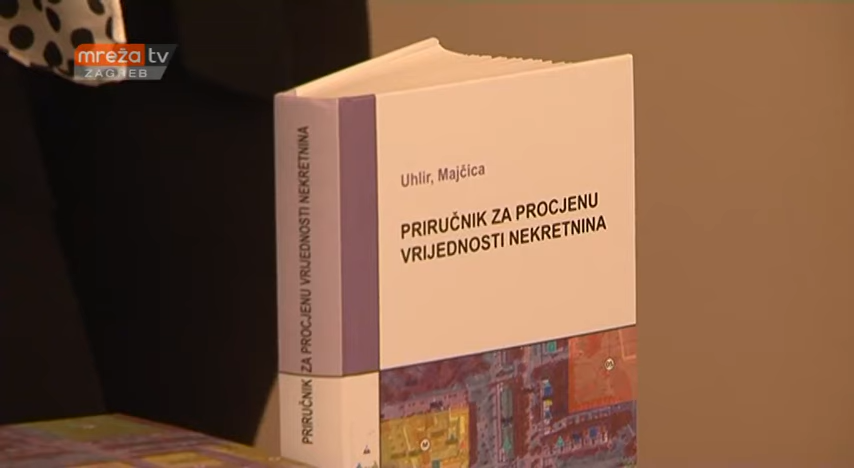 mreža tv
ZAGREB
Uhlir, Majčica
PRIRUČNIK ZA PROCJENU
VRIJEDNOSTI NEKRETNINA
PRIRUČNIK ZA PROCJENU VRIJEDNOSTI NEKRETNINA
M
M